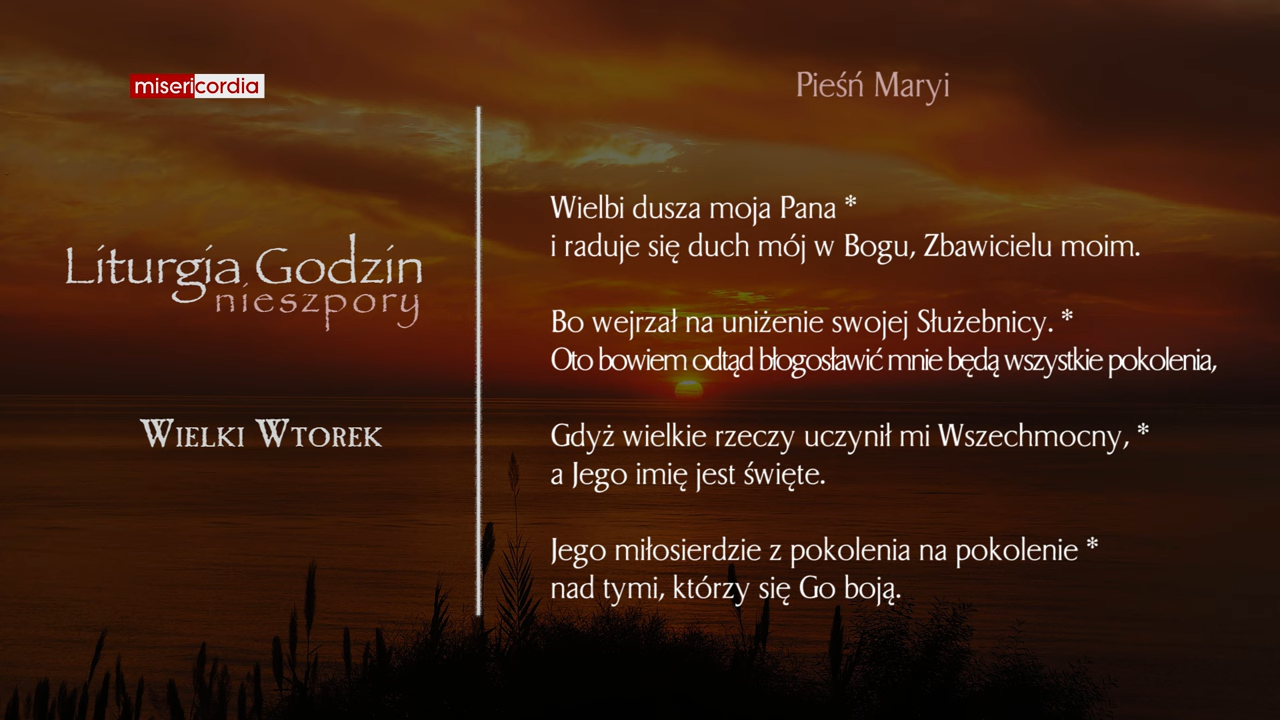 misericordia
Liturgia Godzin
nieszpory
Wielki Wtorek
Pieśń Maryi
Wielbi dusza moja Pana *
i raduje się duch mój w Bogu, Zbawicielu moim.
Bo wejrzał na uniżenie swojej Służebnicy. *
Oto bowiem odtąd błogosławić mnie będą wszystkie pokolenia,
Gdyż wielkie rzeczy uczynił mi Wszechmocny, *
a Jego imię jest święte.
Jego miłosierdzie z pokolenia na pokolenie *
nad tymi, którzy się Go boją.